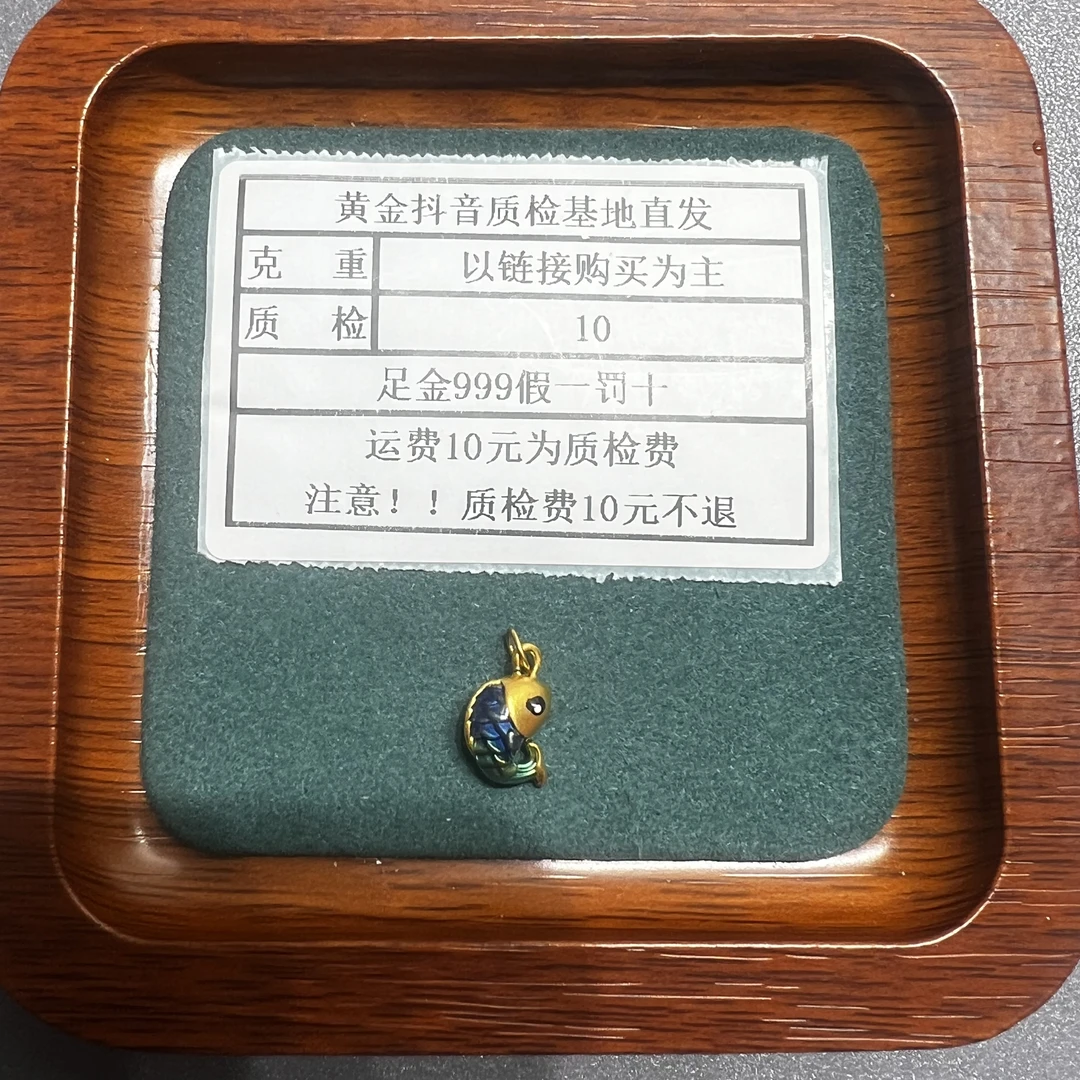 黄金抖音质检基地直发
克 重 以链接购买为主
质 检 10
足金999假一罚十
运费10元为质检费
注意！！质检费10元不退